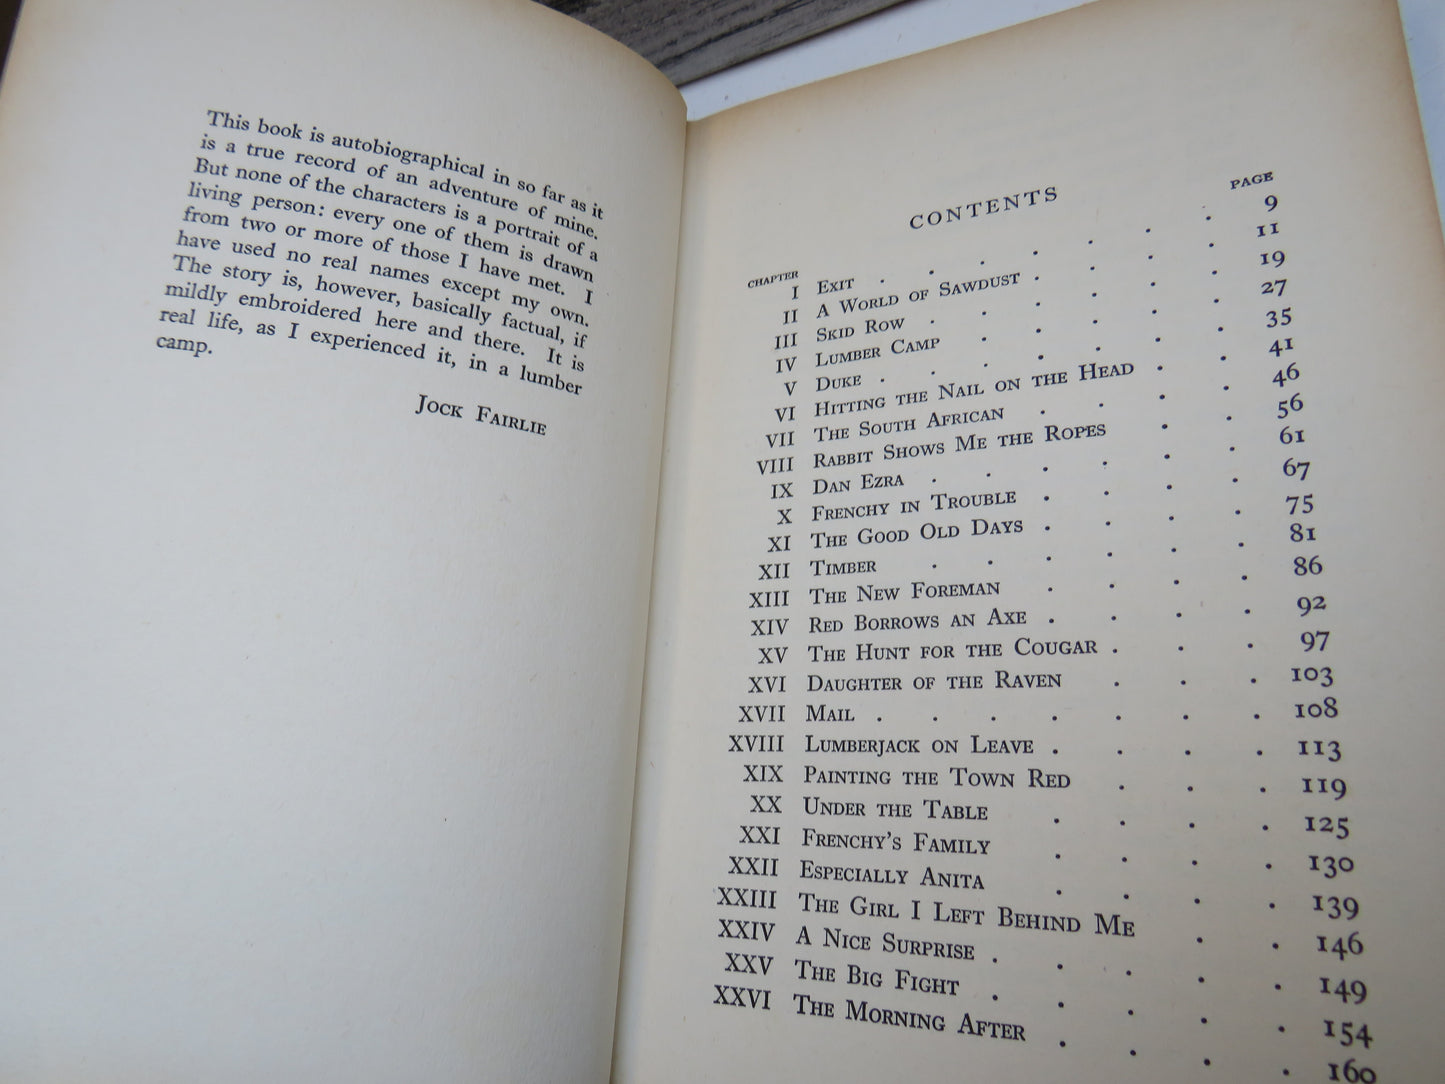 This book is autobiographical in so far as it
is a true record of an adventure of mine.
But none of the characters is a portrait of a
living person: every one of them is drawn
from two or more of those I have met. I
have used no real names except my own.
The story is, however, basically factual, if
mildly embroidered here and there. It is
real life, as I experienced it, in a lumber
camp.
Jock Fairlie
CONTENTS
CHAPTER PAGE
I Exit . . . . . . 9
II A World of Sawdust . . . . 11
III Skid Row . . . . . 19
IV Lumber Camp . . . . . 27
V Duke . . . . . . 35
VI Hitting the Nail on the Head . . 41
VII The South African . . . . 46
VIII Rabbit Shows Me the Ropes . . 56
IX Dan Ezra . . . . . 61
X Frenchy in Trouble . . . . 67
XI The Good Old Days . . . . 75
XII Timber . . . . . . 81
XIII The New Foreman . . . . 86
XIV Red Borrows an Axe . . . . 92
XV The Hunt for the Cougar . . . 97
XVI Daughter of the Raven . . . 103
XVII Mail . . . . . . . 108
XVIII Lumberjack on Leave . . . . 113
XIX Painting the Town Red . . . 119
XX Under the Table . . . . 125
XXI Frenchy's Family . . . . 130
XXII Especially Anita . . . . 139
XXIII The Girl I Left Behind Me . . 146
XXIV A Nice Surprise . . . . . 149
XXV The Big Fight . . . . . 154
XXVI The Morning After . . . . 160